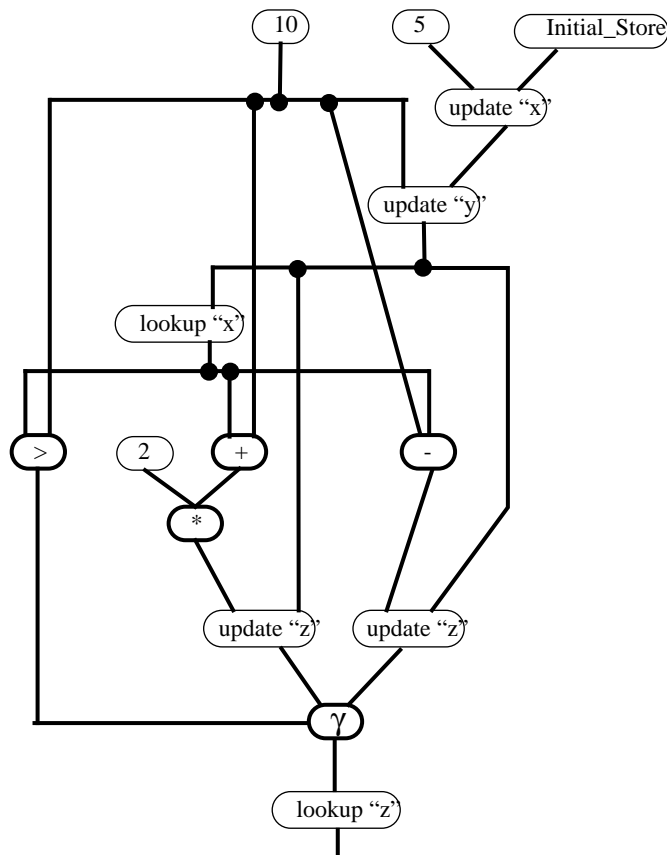 10
5
Initial_Store
update “x”
update “y”
lookup “x”
>
2
+
-
*
update “z”
update “z”
γ
lookup “z”